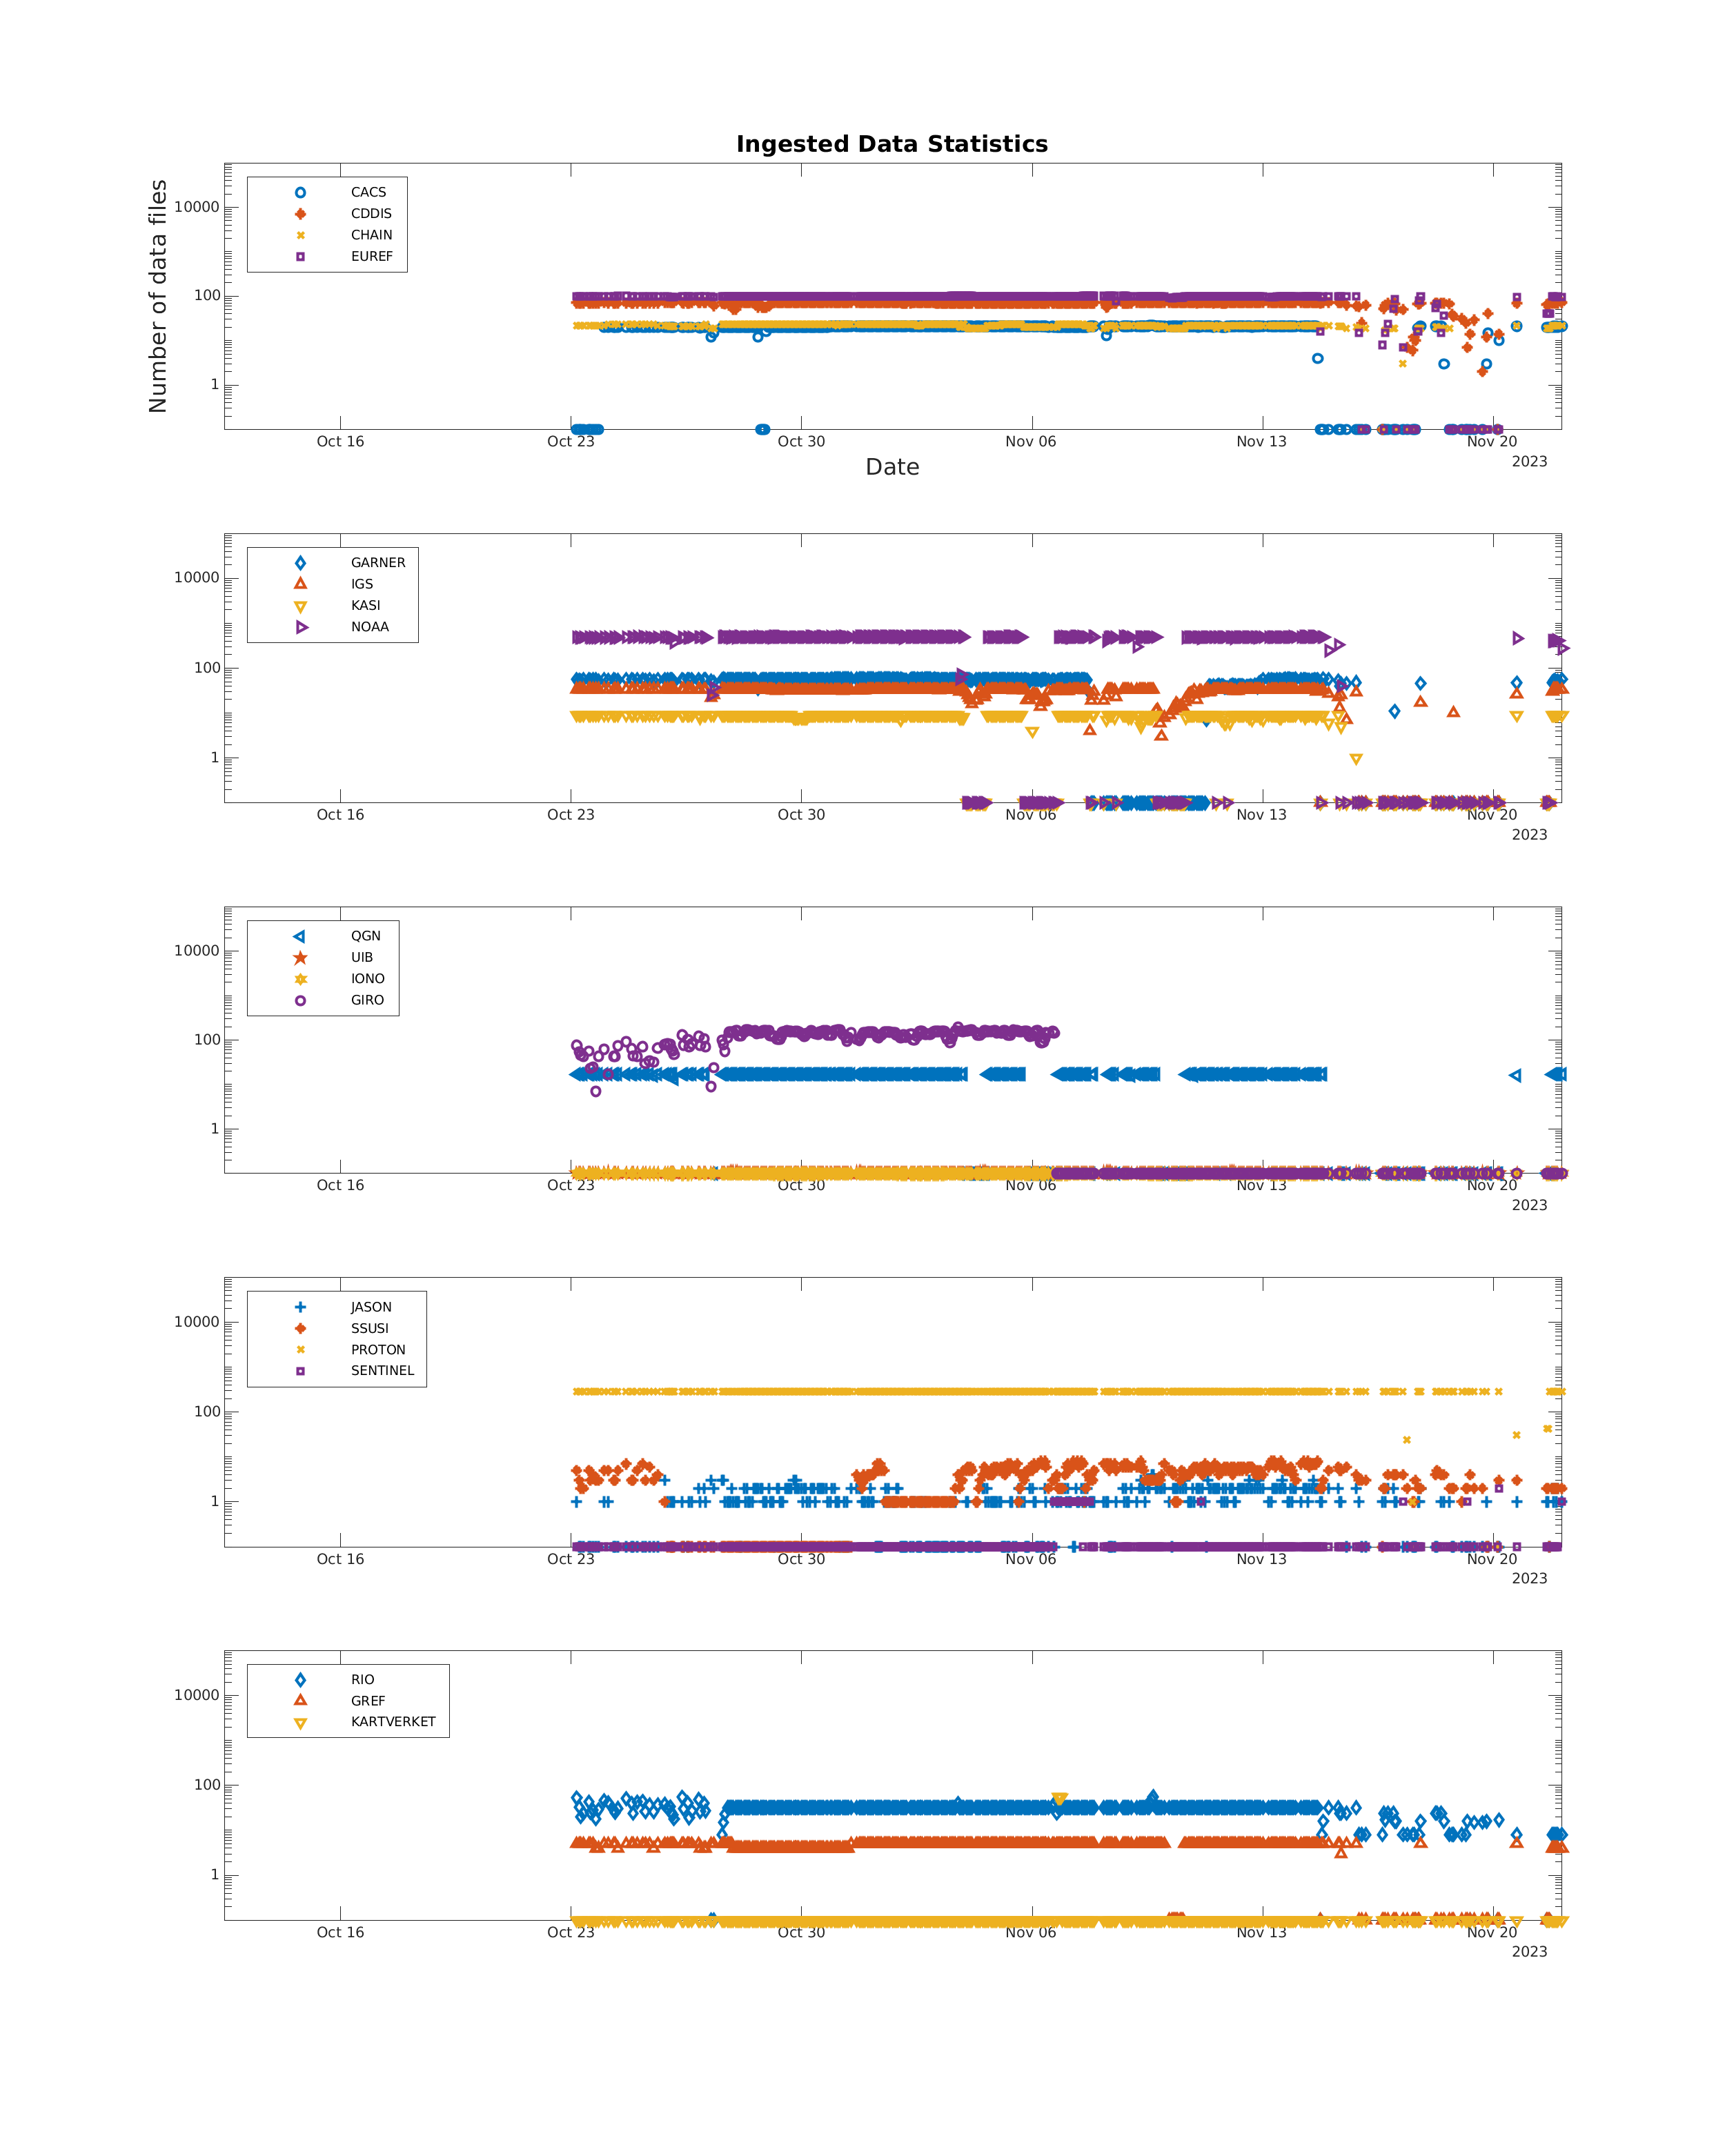 Ingested Data Statistics
Number of data files
10000
100
1
CACS
CDDIS
CHAIN
EUREF
Oct 16 Oct 23 Oct 30 Nov 06 Nov 13 Nov 20
2023
Date
10000
100
1
GARNER
IGS
KASI
NOAA
Oct 16 Oct 23 Oct 30 Nov 06 Nov 13 Nov 20
2023
10000
100
1
QGN
UIB
IONO
GIRO
Oct 16 Oct 23 Oct 30 Nov 06 Nov 13 Nov 20
2023
10000
100
1
JASON
SSUSI
PROTON
SENTINEL
Oct 16 Oct 23 Oct 30 Nov 06 Nov 13 Nov 20
2023
10000
100
1
RIO
GREF
KARTVERKET
Oct 16 Oct 23 Oct 30 Nov 06 Nov 13 Nov 20
2023